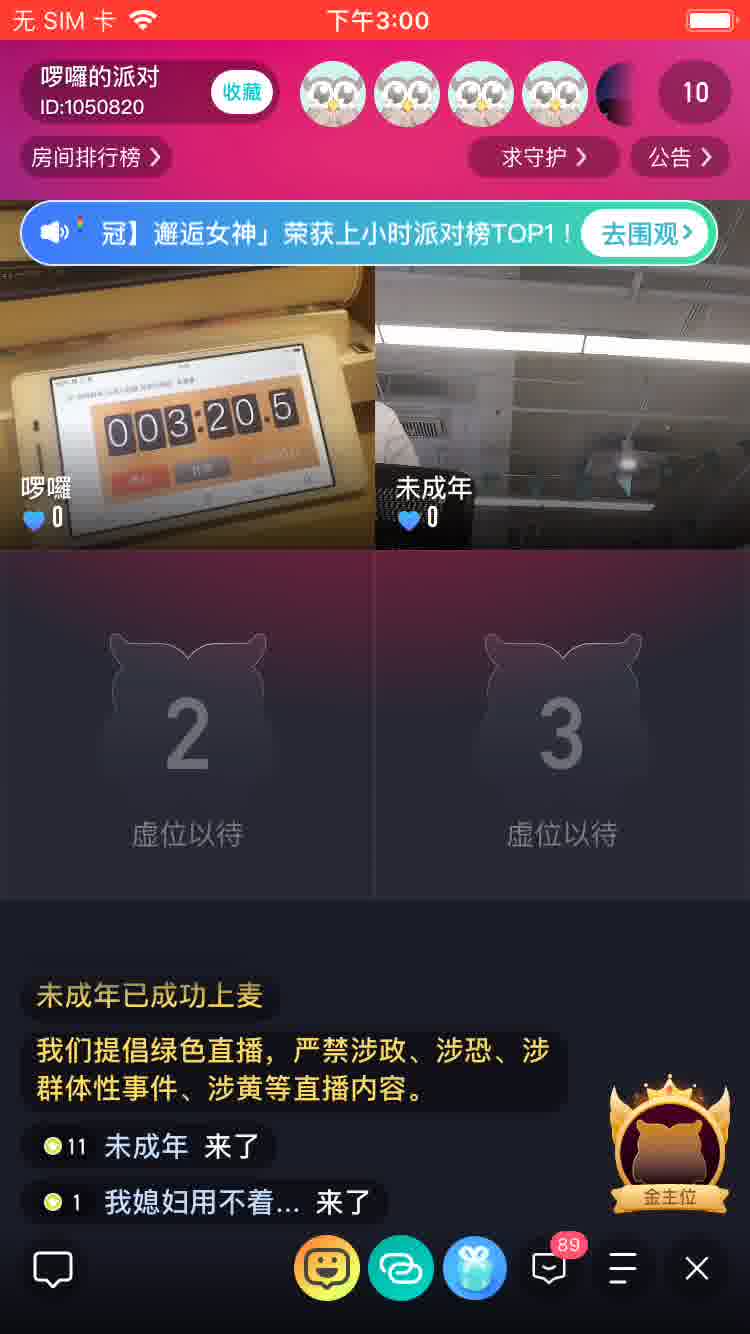 无 SIM 卡
下午3:00
啰囉的派对
ID:1050820
收藏
10
房间排行榜
求守护
公告
冠】邂逅女神」荣获上小时派对榜TOP1！
去围观
003:20.5
啰囉
0
未成年
0
2
虚位以待
3
虚位以待
未成年已成功上麦
我们提倡绿色直播，严禁涉政、涉恐、涉
群体性事件、涉黄等直播内容。
11 未成年 来了
1 我媳妇用不着... 来了
金主位
89